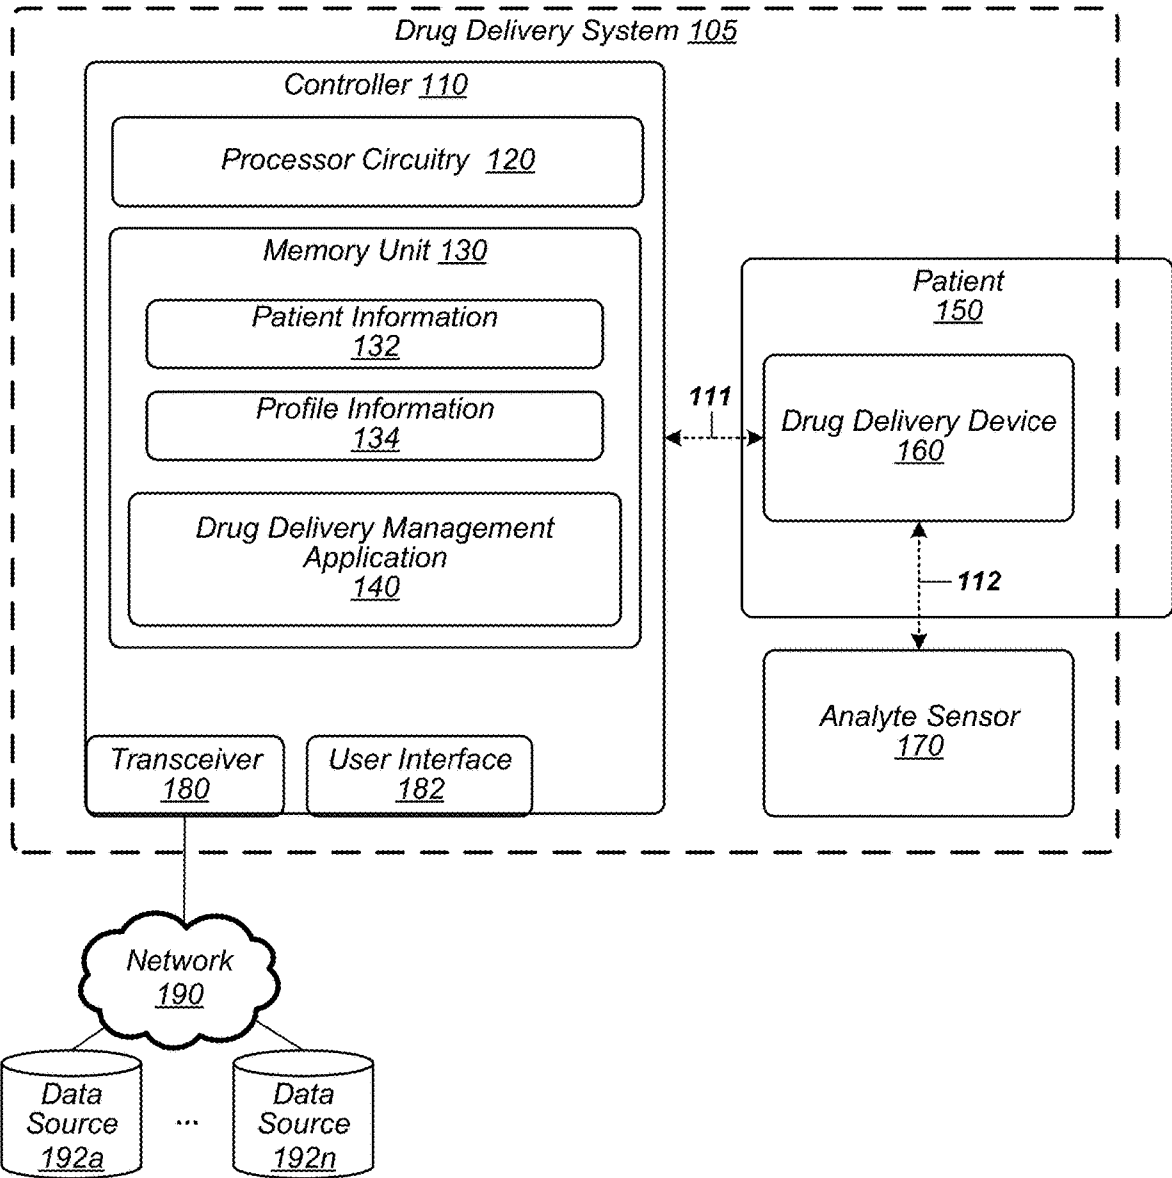 Drug Delivery System 105
Controller 110
Processor Circuitry 120
Memory Unit 130
Patient Information
132
Profile Information
134
Drug Delivery Management
Application
140
Transceiver
180
User Interface
182
111
Patient
150
Drug Delivery Device
160
112
Analyte Sensor
170
Network
190
Data
Source
192a
...
Data
Source
192n